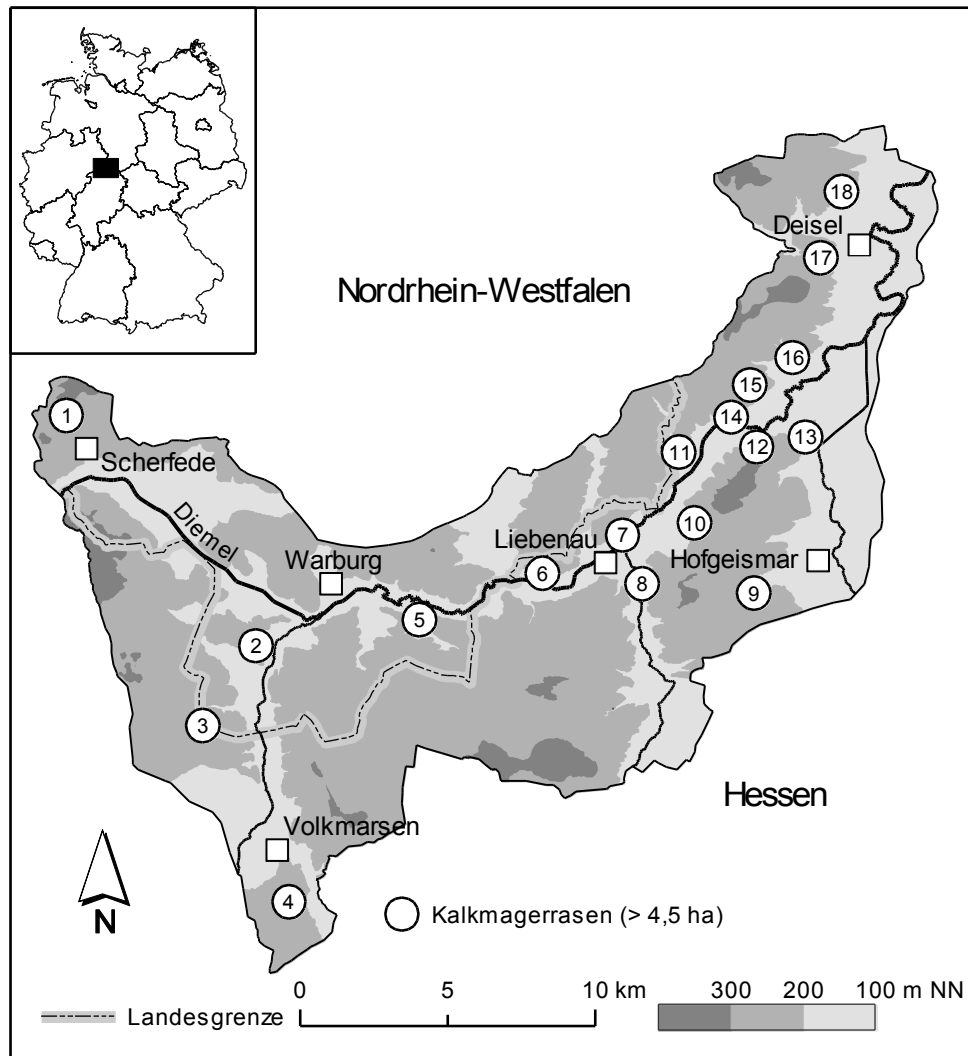 18
Deisel
17
Nordrhein-Westfalen
16
15
1
14
13
12
11
Scherfede
10
Diemel
7
Liebenau
Hofgeismar
Warburg
6
8
9
5
2
3
Hessen
Volkmarsen
4
Kalkmagerrasen (> 4,5 ha)
N
0 5 10 km
300 200 100 m NN
Landesgrenze